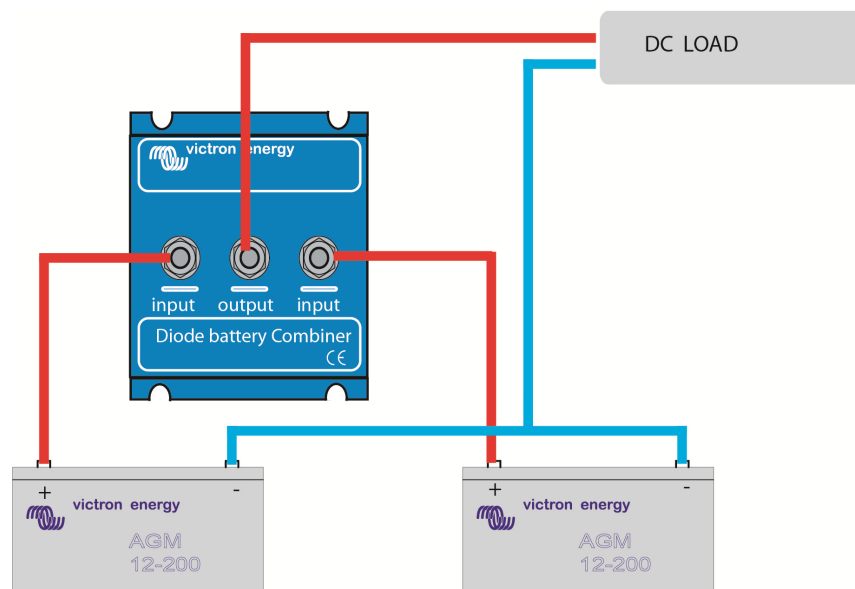 DC LOAD
victron energy
input output input
Diode battery Combiner
CE
+ -
victron energy
AGM
12-200
+ -
victron energy
AGM
12-200